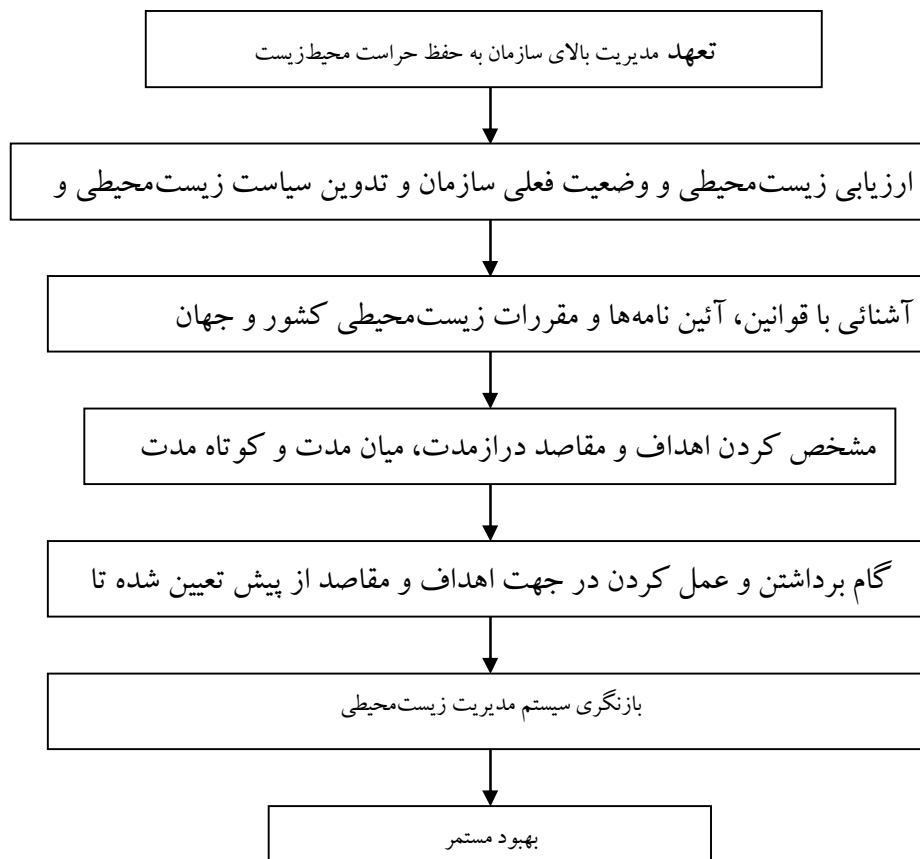 تعهد مدیریت بالای سازمان به حفظ حراست محیط‌زیست
ارزیابی زیست‌محیطی و وضعیت فعلی سازمان و تدوین سیاست زیست‌محیطی و
آشنائی با قوانین، آئین نامه‌ها و مقررات زیست‌محیطی کشور و جهان
مشخص کردن اهداف و مقاصد درازمدت، میان مدت و کوتاه مدت
گام برداشتن و عمل کردن در جهت اهداف و مقاصد از پیش تعیین شده تا
بازنگری سیستم مدیریت زیست‌محیطی
بهبود مستمر